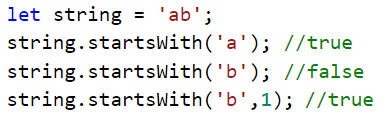 let string = 'ab';
string.startsWith('a'); //true
string.startsWith('b'); //false
string.startsWith('b',1); //true